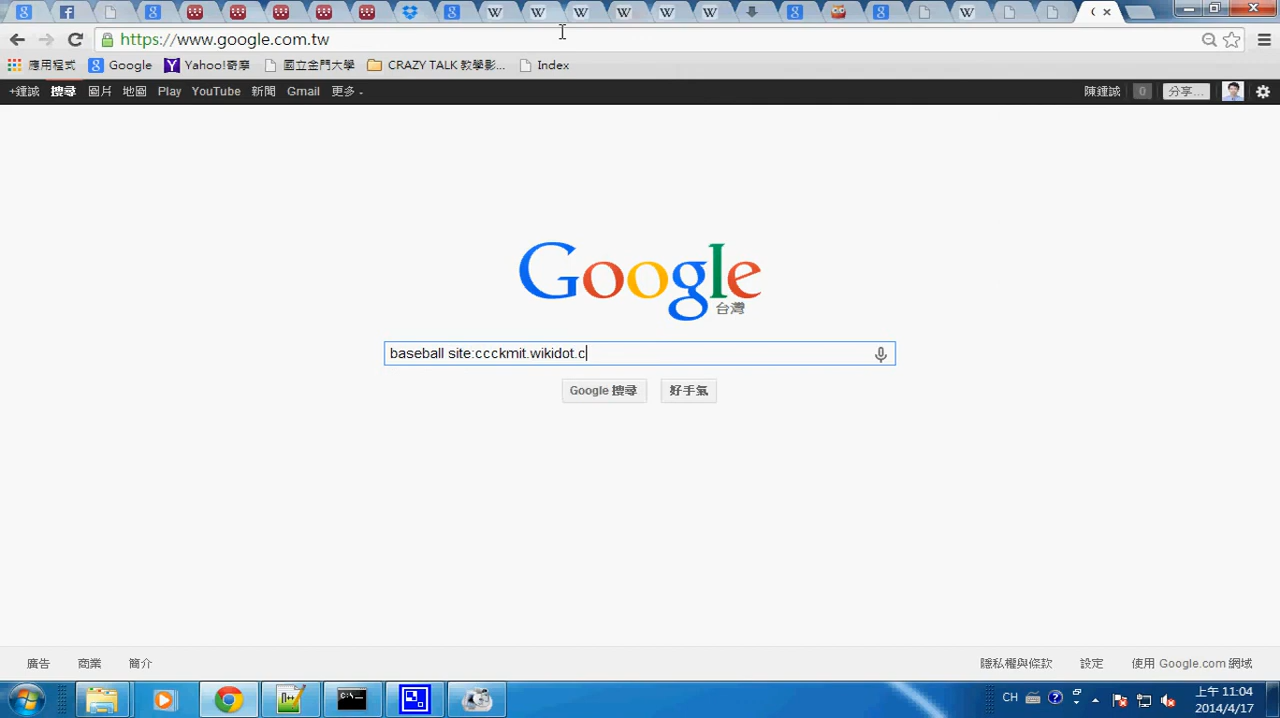 https://www.google.com.tw
應用程式 Google Yahoo!奇摩 國立金門大學 CRAZY TALK 教學影... Index
+鍾誠 搜尋 圖片 地圖 Play YouTube 新聞 Gmail 更多 陳鍾誠 0 分享...
Google
台灣
baseball site:ccckmit.wikidot.c
Google 搜尋 好手氣
廣告 商業 簡介 隱私權與條款 設定 使用 Google.com 網域
CH 上午 11:04
2014/4/17